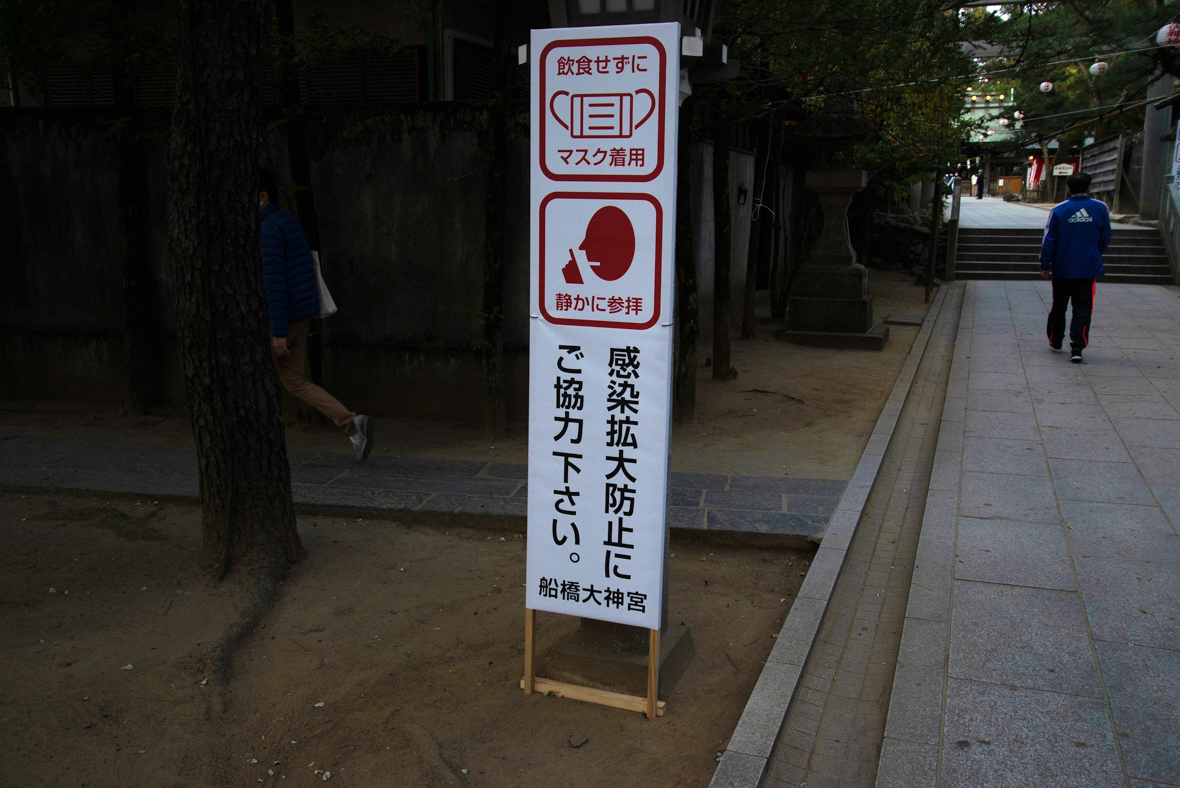 飲食せずに
マスク着用
静かに参拝
感染拡大防止に
ご協力下さい。
船橋大神宮
adidas